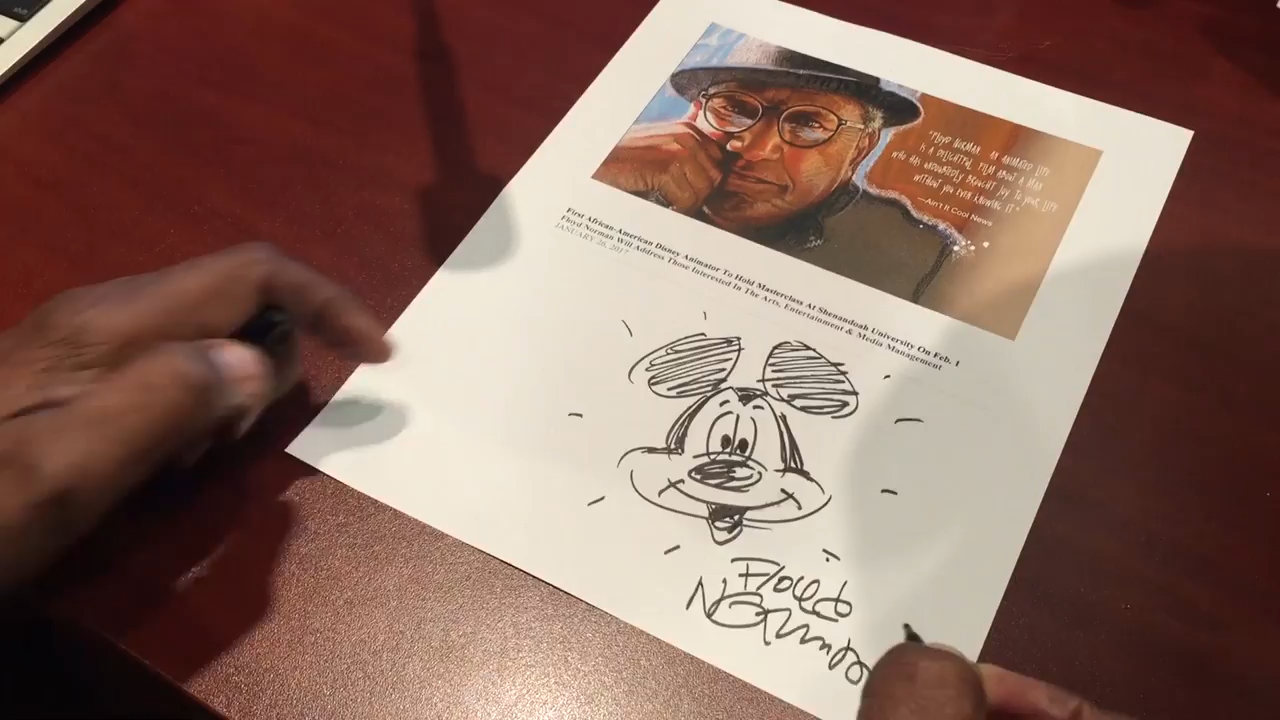 "FLOYD NORMAN: AN ANIMATED LIFE
IS A DELIGHTFUL FILM ABOUT A MAN
WHO HAS UNDOUBTEDLY BROUGHT JOY TO YOUR LIFE
WITHOUT YOU EVEN KNOWING IT"
—Ain't It Cool News
First African-American Disney Animator To Hold Masterclass At Shenandoah University On Feb. 1
Floyd Norman Will Address Those Interested In The Arts, Entertainment & Media Management
JANUARY 26, 2017
Floyd
Norman